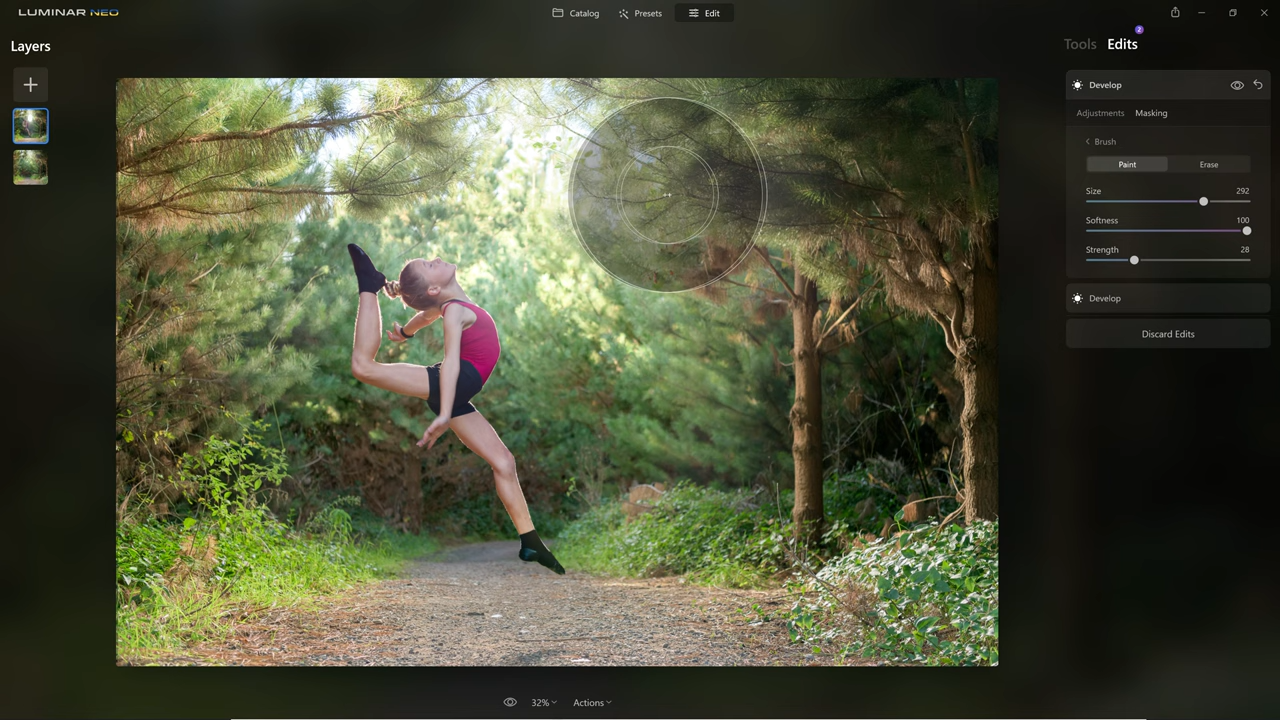 LUMINAR NEO
Catalog
Presets
Edit
Layers
Tools
Edits
2
Develop
Adjustments
Masking
Brush
Paint
Erase
Size
292
Softness
100
Strength
28
Develop
Discard Edits
32%
Actions